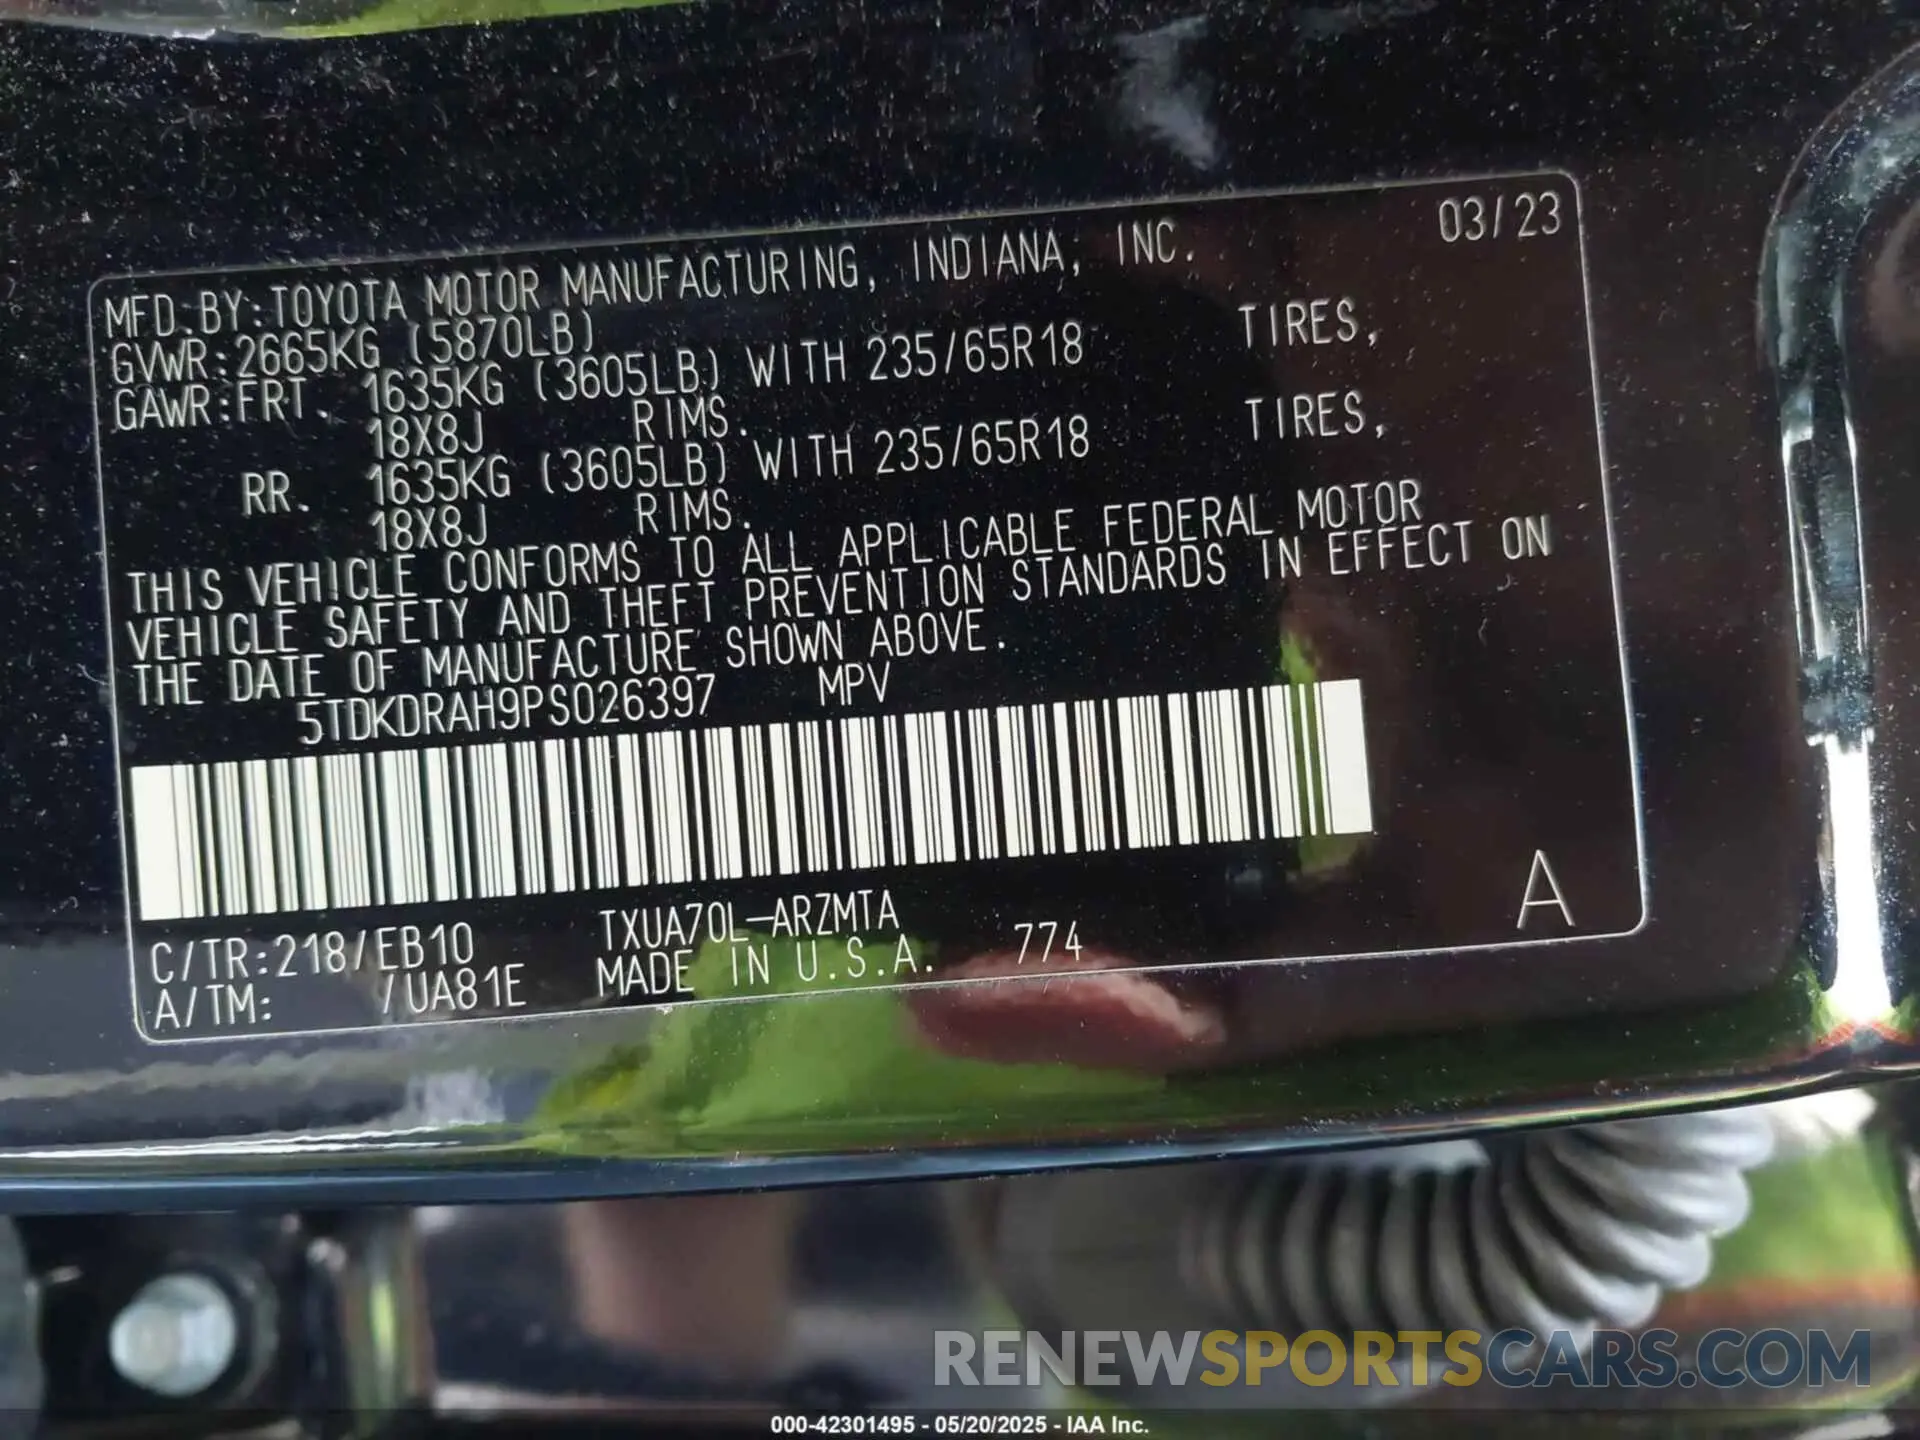 MFD.BY:TOYOTA MOTOR MANUFACTURING, INDIANA, INC. 03/23
GVWR:2665KG (5870LB)
GAWR:FRT. 1635KG (3605LB) WITH 235/65R18 TIRES,
18X8J RIMS.
RR. 1635KG (3605LB) WITH 235/65R18 TIRES,
18X8J RIMS.
THIS VEHICLE CONFORMS TO ALL APPLICABLE FEDERAL MOTOR
VEHICLE SAFETY AND THEFT PREVENTION STANDARDS IN EFFECT ON
THE DATE OF MANUFACTURE SHOWN ABOVE.
5TDKDRAH9PS026397 MPV
C/TR:218/EB10 TXUA70L-ARZMTA A
A/TM: /UA81E MADE IN U.S.A. 774
RENEWSPORTSCARS.COM
000-42301495 - 05/20/2025 - IAA Inc.